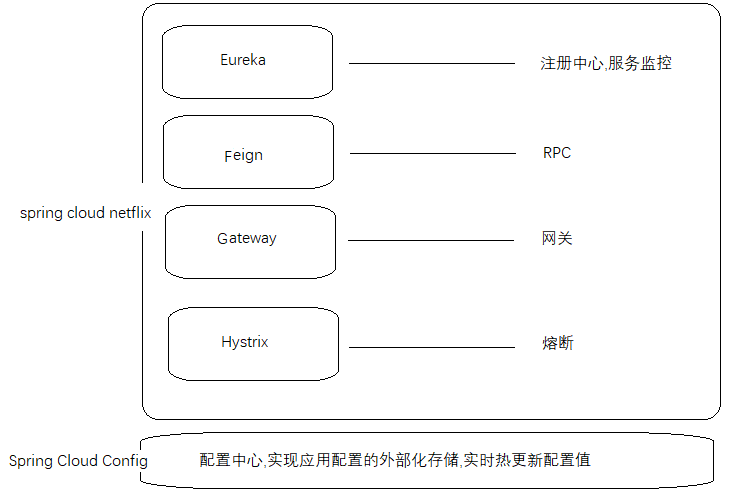 Eureka 注册中心,服务监控
Feign RPC
spring cloud netflix
Gateway 网关
Hystrix 熔断
Spring Cloud Config 配置中心,实现应用配置的外部化存储,实时热更新配置值